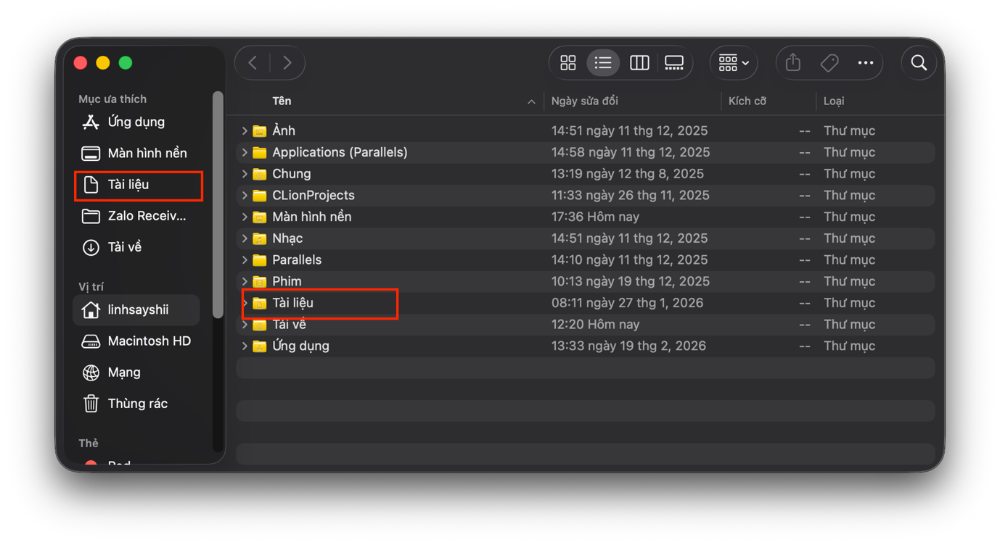 Mục ưa thích
Ứng dụng
Màn hình nền
Tài liệu
Zalo Receiv...
Tải về
Vị trí
linhsayshii
Macintosh HD
Mạng
Thùng rác
Thẻ
Tên Ngày sửa đổi Kích cỡ Loại
Ảnh 14:51 ngày 11 thg 12, 2025 -- Thư mục
Applications (Parallels) 14:58 ngày 11 thg 12, 2025 -- Thư mục
Chung 13:19 ngày 12 thg 8, 2025 -- Thư mục
CLionProjects 11:33 ngày 26 thg 11, 2025 -- Thư mục
Màn hình nền 17:36 Hôm nay -- Thư mục
Nhạc 14:51 ngày 11 thg 12, 2025 -- Thư mục
Parallels 14:10 ngày 11 thg 12, 2025 -- Thư mục
Phim 10:13 ngày 19 thg 12, 2025 -- Thư mục
Tài liệu 08:11 ngày 27 thg 1, 2026 -- Thư mục
Tải về 12:20 Hôm nay -- Thư mục
Ứng dụng 13:33 ngày 19 thg 2, 2026 -- Thư mục